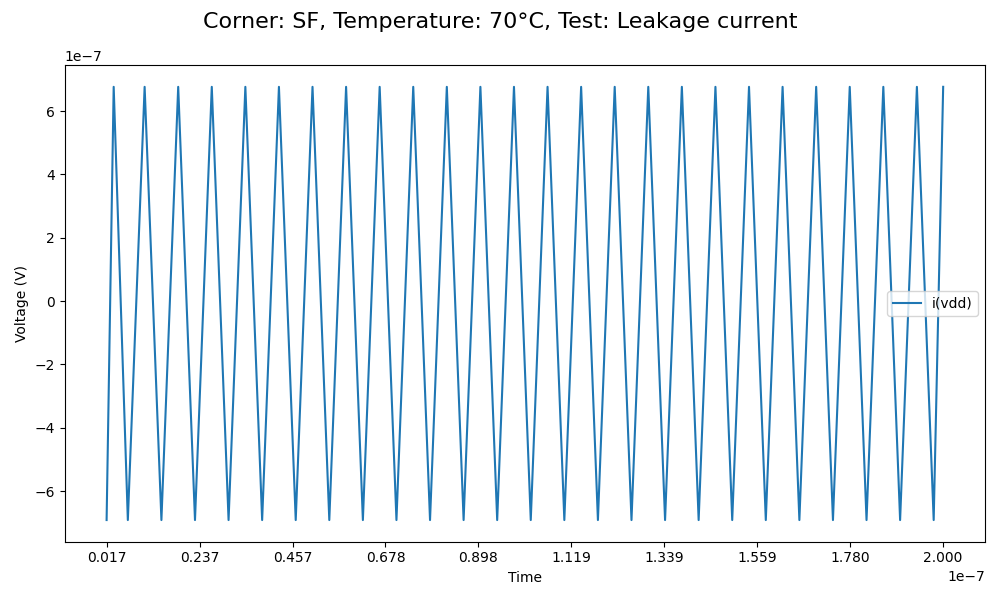 Corner: SF, Temperature: 70°C, Test: Leakage current
1e−7
6
4
2
0
−2
−4
−6
Voltage (V)
i(vdd)
0.017 0.237 0.457 0.678 0.898 1.119 1.339 1.559 1.780 2.000
Time
1e−7